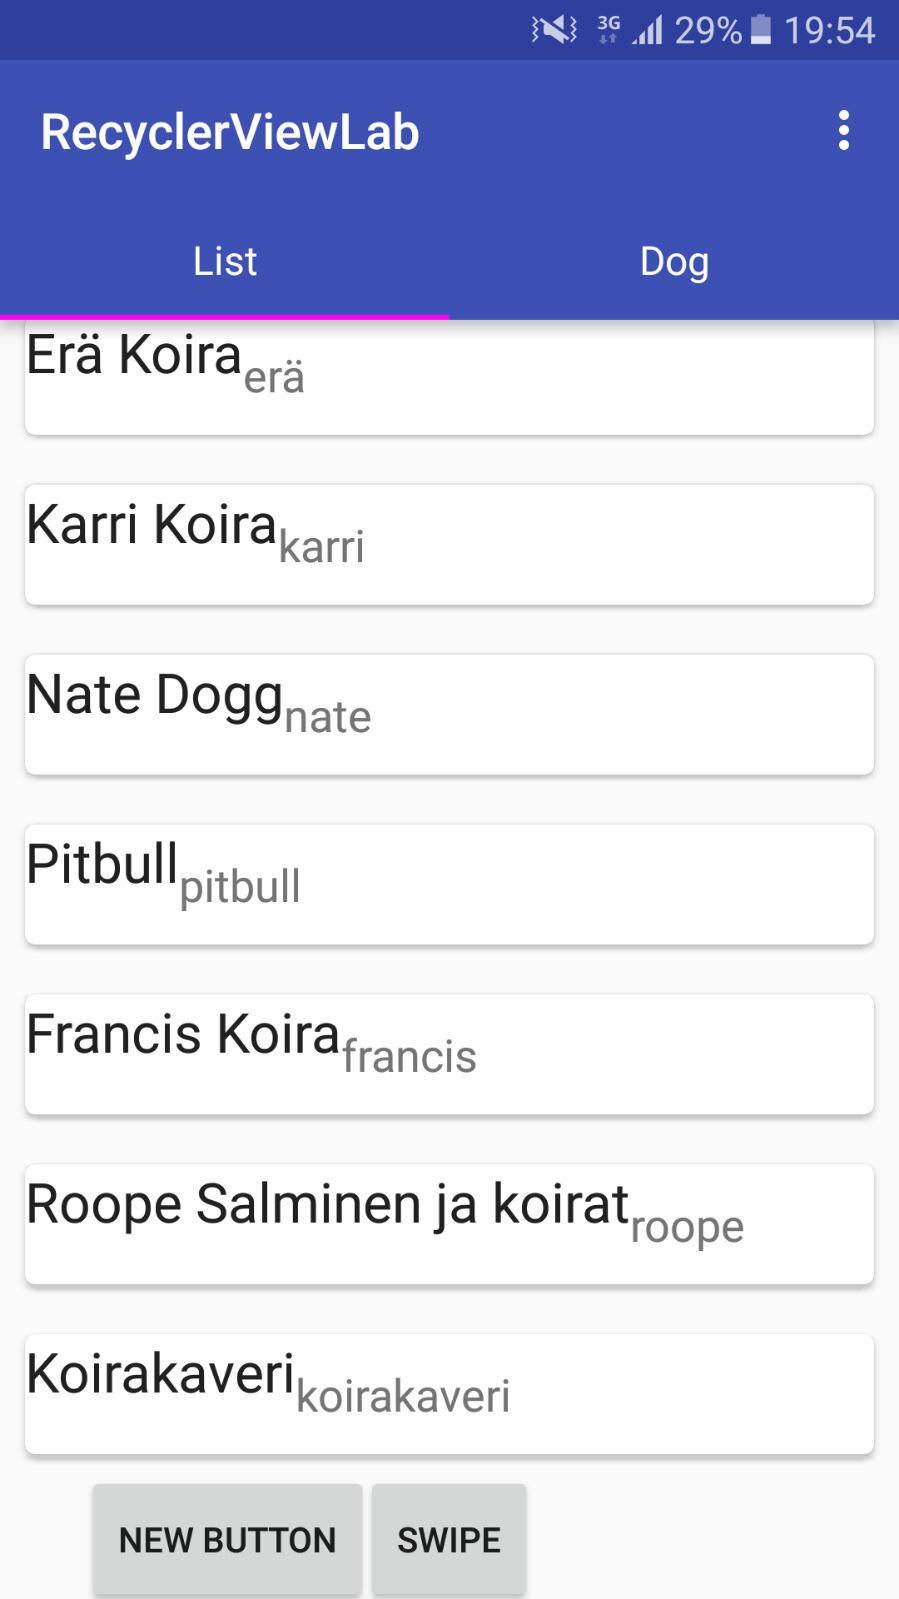 3G 29% 19:54
RecyclerViewLab
List Dog
Erä Koira erä
Karri Koira karri
Nate Dogg nate
Pitbull pitbull
Francis Koira francis
Roope Salminen ja koirat roope
Koirakaveri koirakaveri
NEW BUTTON SWIPE